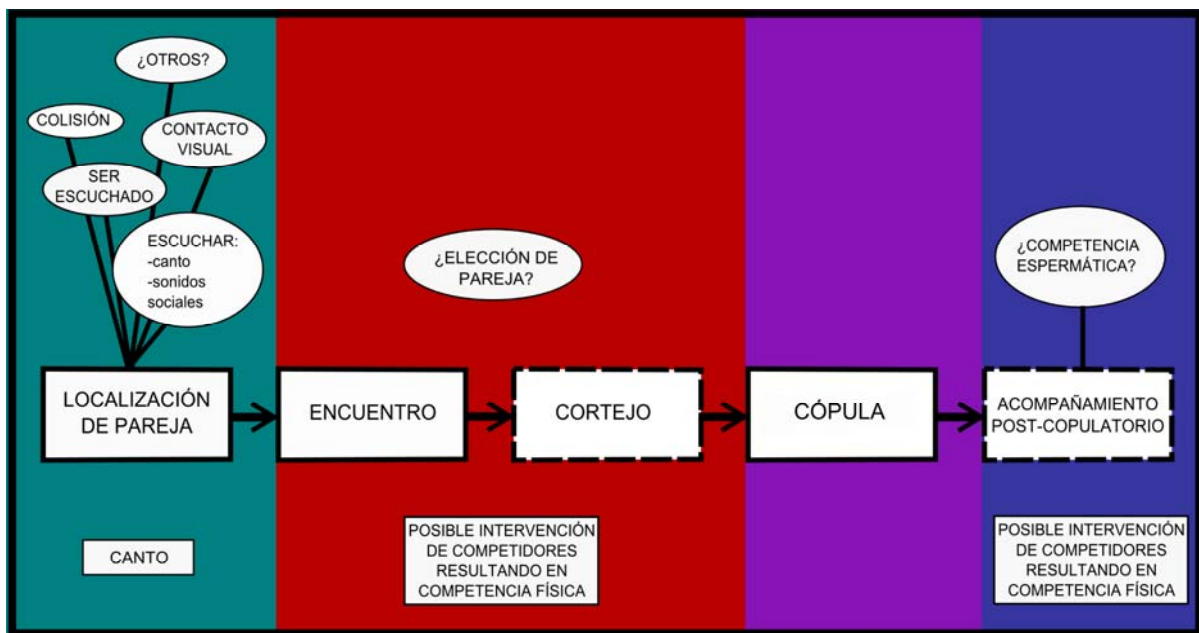 ¿OTROS?
COLISIÓN
CONTACTO
VISUAL
SER
ESCUCHADO
ESCUCHAR:
-canto
-sonidos
sociales
¿ELECCIÓN DE
PAREJA?
¿COMPETENCIA
ESPERMÁTICA?
LOCALIZACIÓN
DE PAREJA
ENCUENTRO
CORTEJO
CÓPULA
ACOMPAÑAMIENTO
POST-COPULATORIO
CANTO
POSIBLE INTERVENCIÓN
DE COMPETIDORES
RESULTANDO EN
COMPETENCIA FÍSICA
POSIBLE INTERVENCIÓN
DE COMPETIDORES
RESULTANDO EN
COMPETENCIA FÍSICA